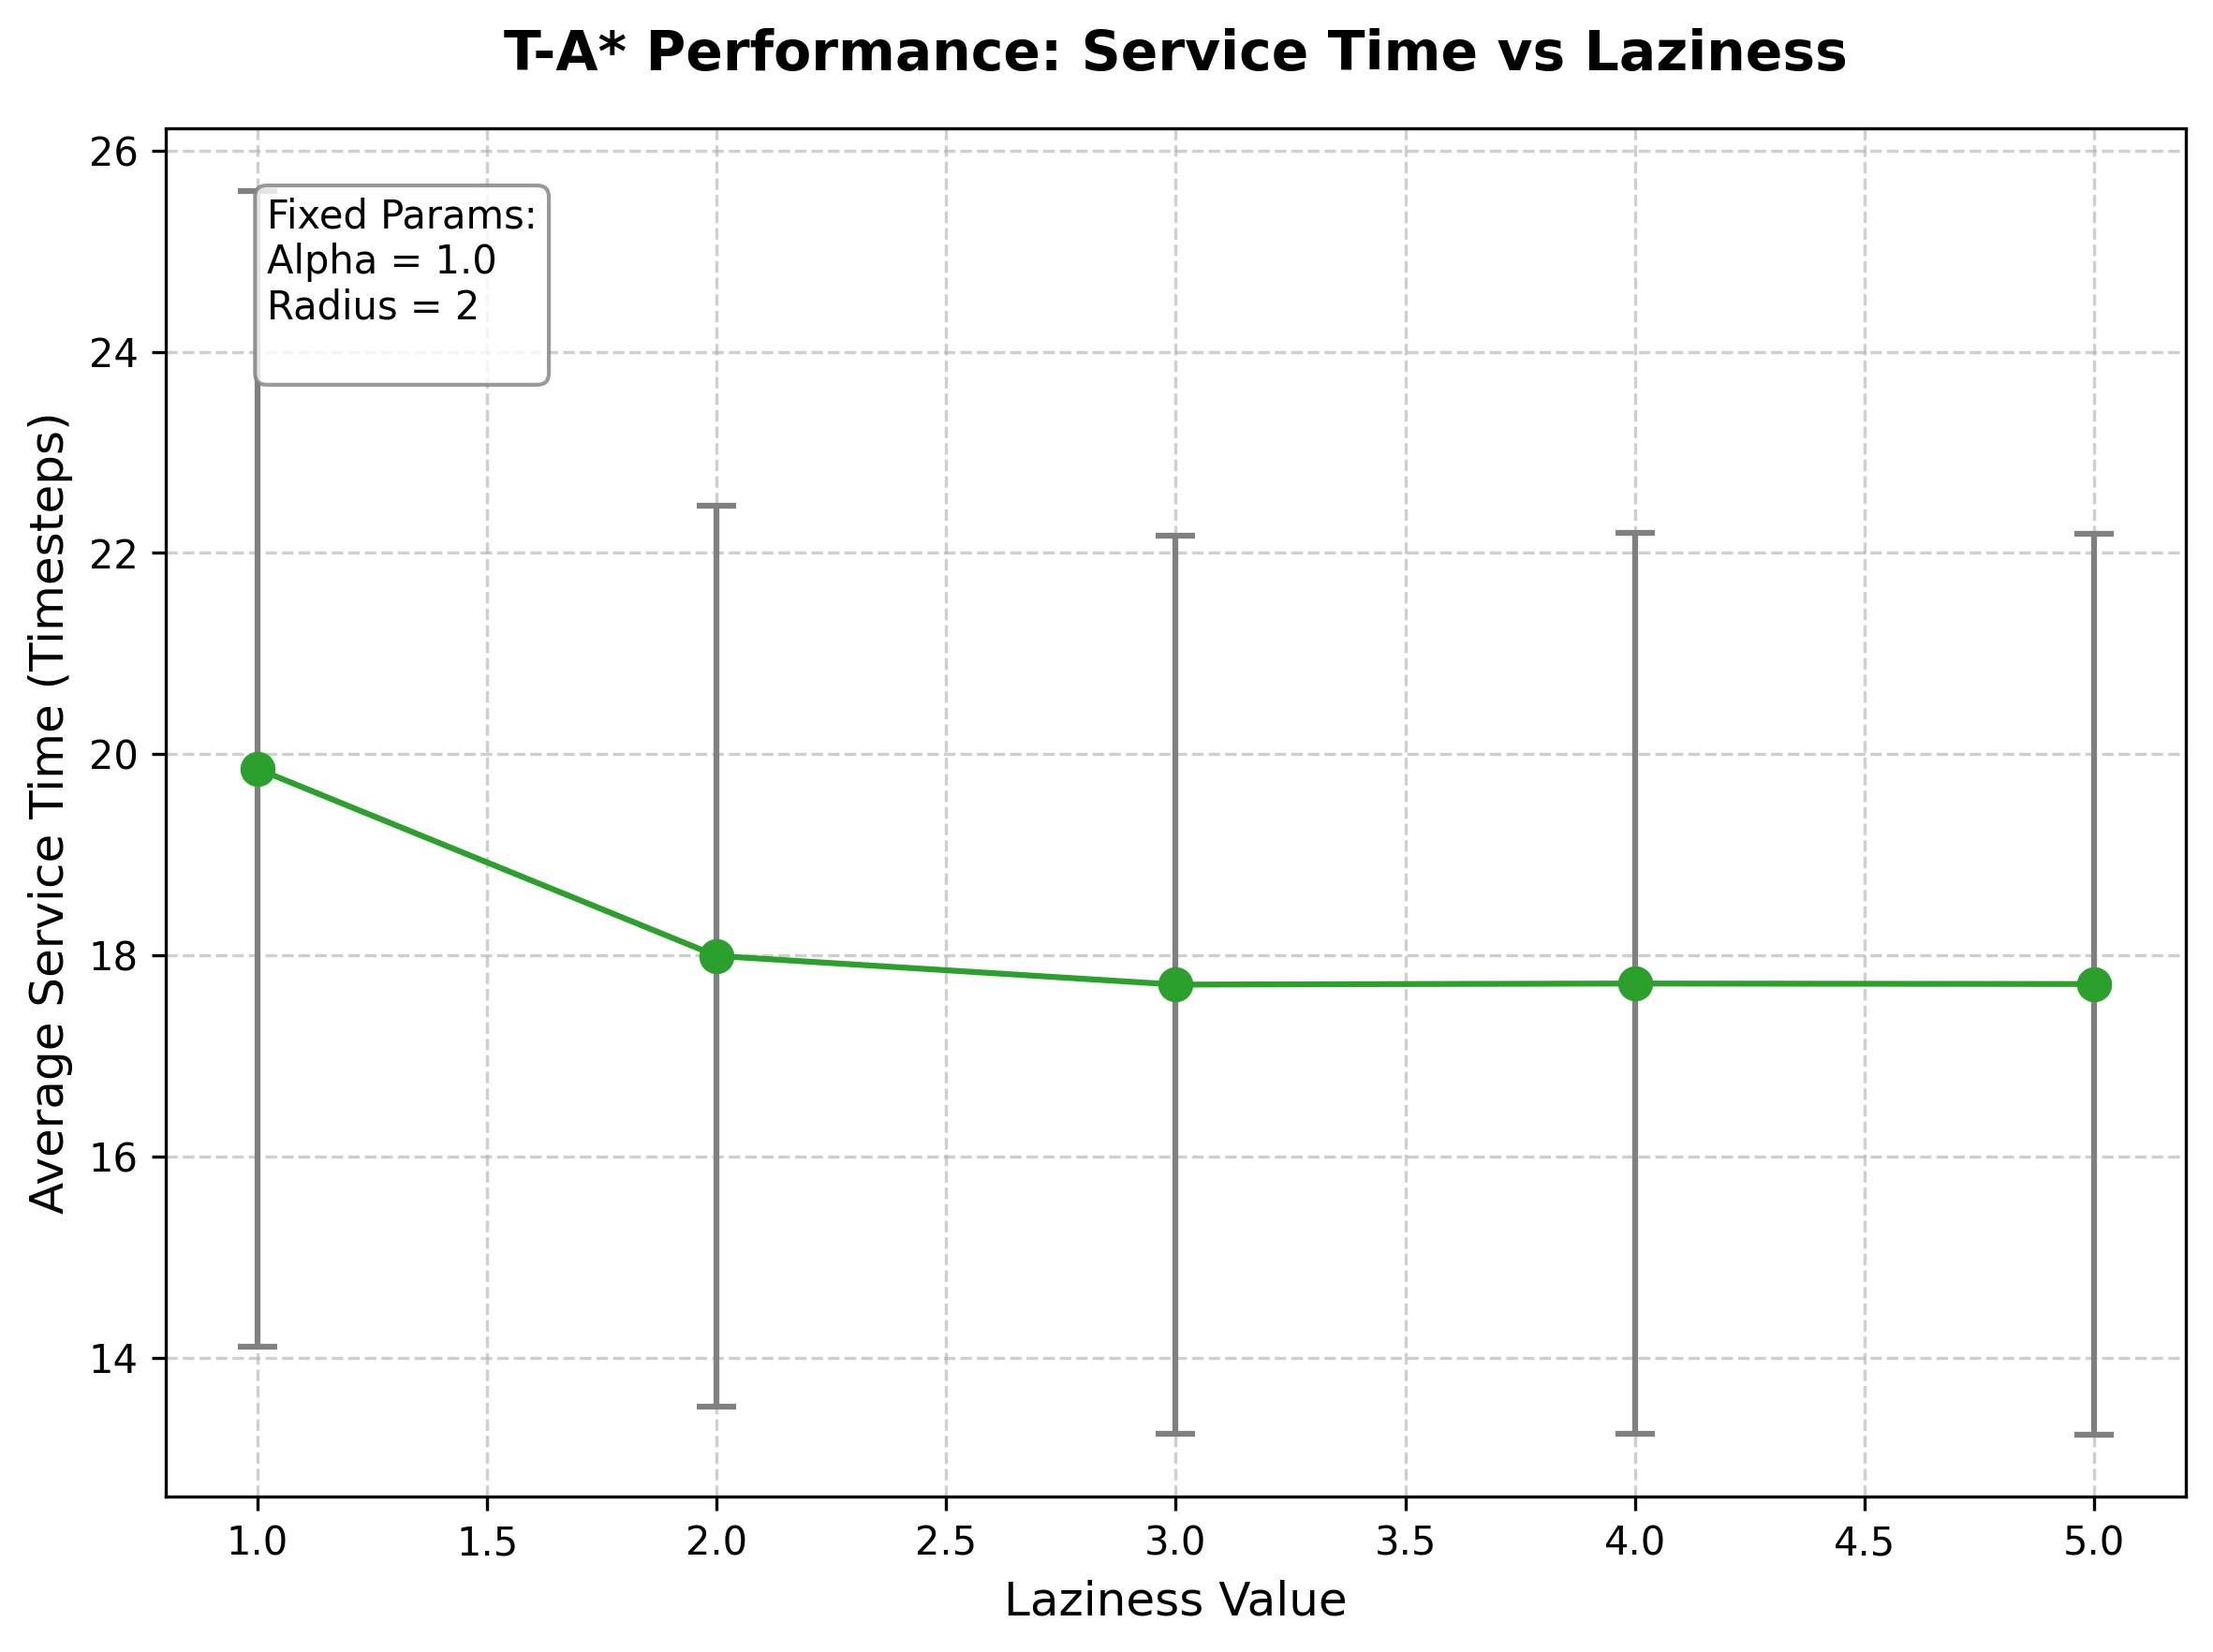 T-A* Performance: Service Time vs Laziness
26
24
22
20
18
16
14
Average Service Time (Timesteps)
Fixed Params:
Alpha = 1.0
Radius = 2
1.0 1.5 2.0 2.5 3.0 3.5 4.0 4.5 5.0
Laziness Value